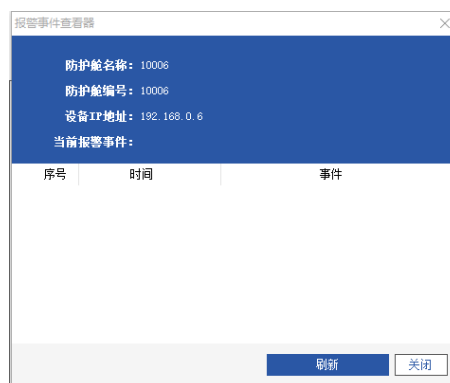 报警事件查看器
防护舱名称：10006
防护舱编号：10006
设备IP地址：192.168.0.6
当前报警事件：
序号 时间 事件
刷新 关闭